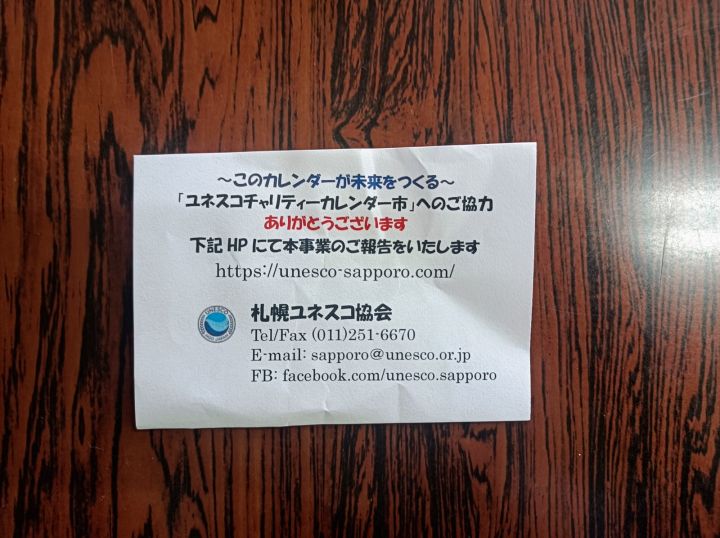 ～このカレンダーが未来をつくる～
「ユネスコチャリティーカレンダー市」へのご協力
ありがとうございます
下記 HP にて本事業のご報告をいたします
https://unesco-sapporo.com/
札幌ユネスコ協会
Tel/Fax (011)251-6670
E-mail: sapporo@unesco.or.jp
FB: facebook.com/unesco.sapporo
UNESCO